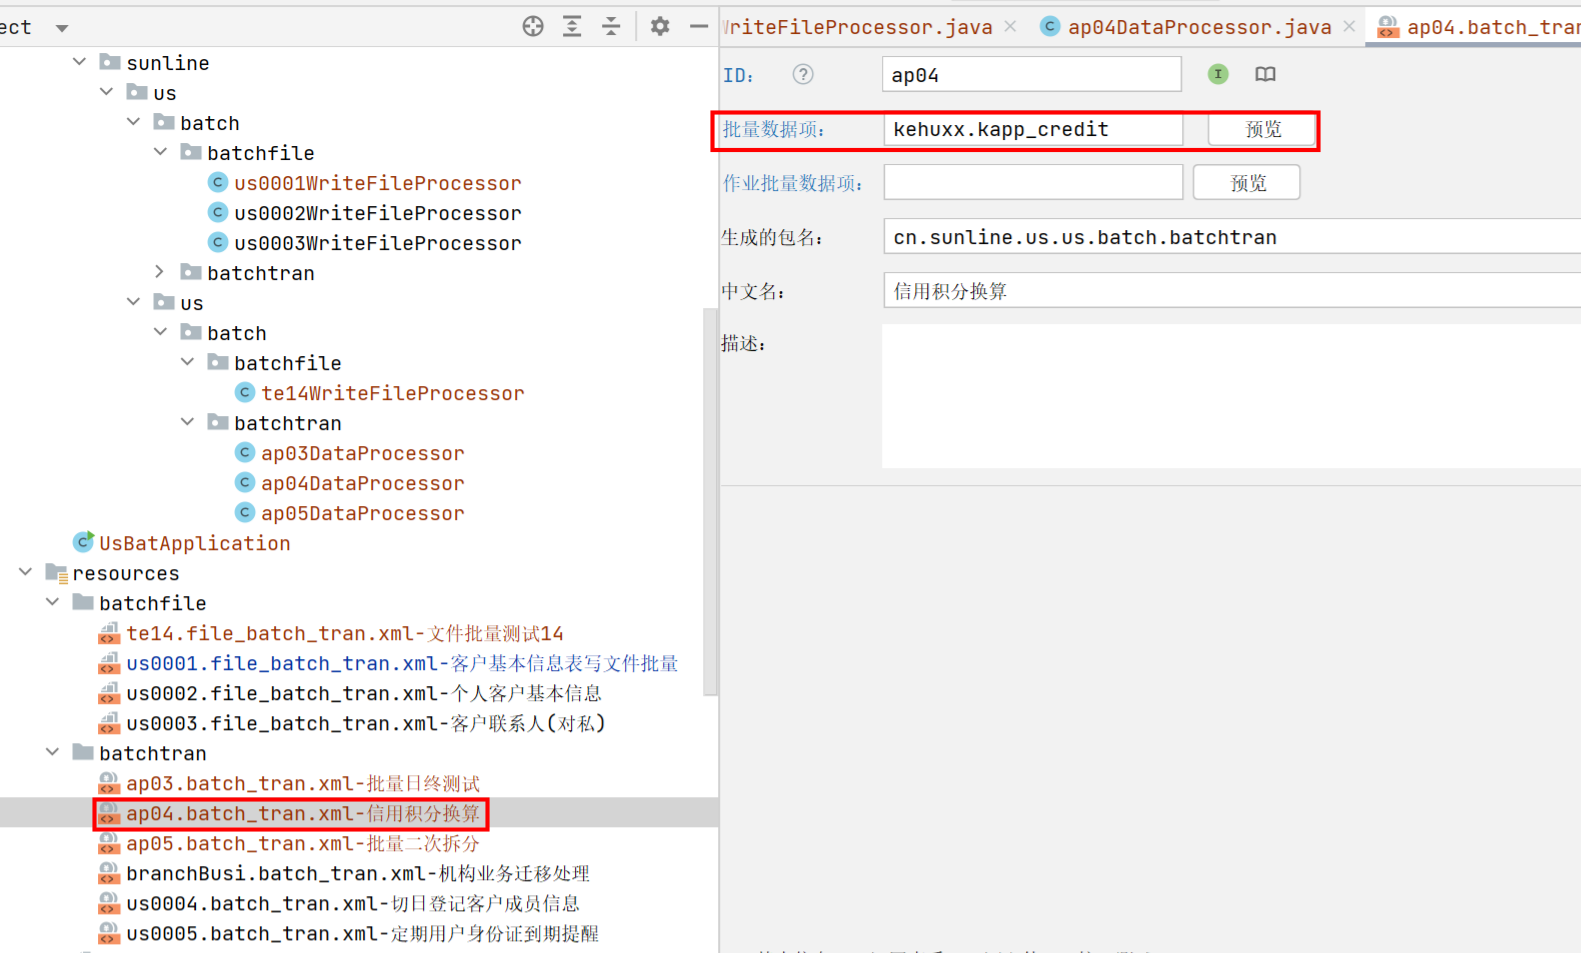 ect
sunline
us
batch
batchfile
us0001WriteFileProcessor
us0002WriteFileProcessor
us0003WriteFileProcessor
batchtran
us
batch
batchfile
te14WriteFileProcessor
batchtran
ap03DataProcessor
ap04DataProcessor
ap05DataProcessor
UsBatApplication
resources
batchfile
te14.file_batch_tran.xml-文件批量测试14
us0001.file_batch_tran.xml-客户基本信息表写文件批量
us0002.file_batch_tran.xml-个人客户基本信息
us0003.file_batch_tran.xml-客户联系人(对私)
batchtran
ap03.batch_tran.xml-批量日终测试
ap04.batch_tran.xml-信用积分换算
ap05.batch_tran.xml-批量二次拆分
branchBusi.batch_tran.xml-机构业务迁移处理
us0004.batch_tran.xml-切日登记客户成员信息
us0005.batch_tran.xml-定期用户身份证到期提醒
WriteFileProcessor.java ap04DataProcessor.java ap04.batch_tran
ID: ap04
批量数据项: kehuxx.kapp_credit 预览
作业批量数据项: 预览
生成的包名: cn.sunline.us.us.batch.batchtran
中文名: 信用积分换算
描述: